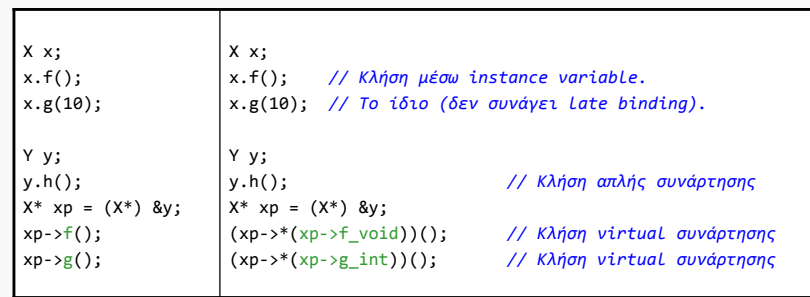 X x;
x.f();
x.g(10);
Y y;
y.h();
X* xp = (X*) &y;
xp->f();
xp->g();
X x;
x.f(); // Κλήση μέσω instance variable.
x.g(10); // Το ίδιο (δεν συνάγει late binding).
Y y;
y.h(); // Κλήση απλής συνάρτησης
X* xp = (X*) &y;
(xp->*(xp->f_void))(); // Κλήση virtual συνάρτησης
(xp->*(xp->g_int))(); // Κλήση virtual συνάρτησης